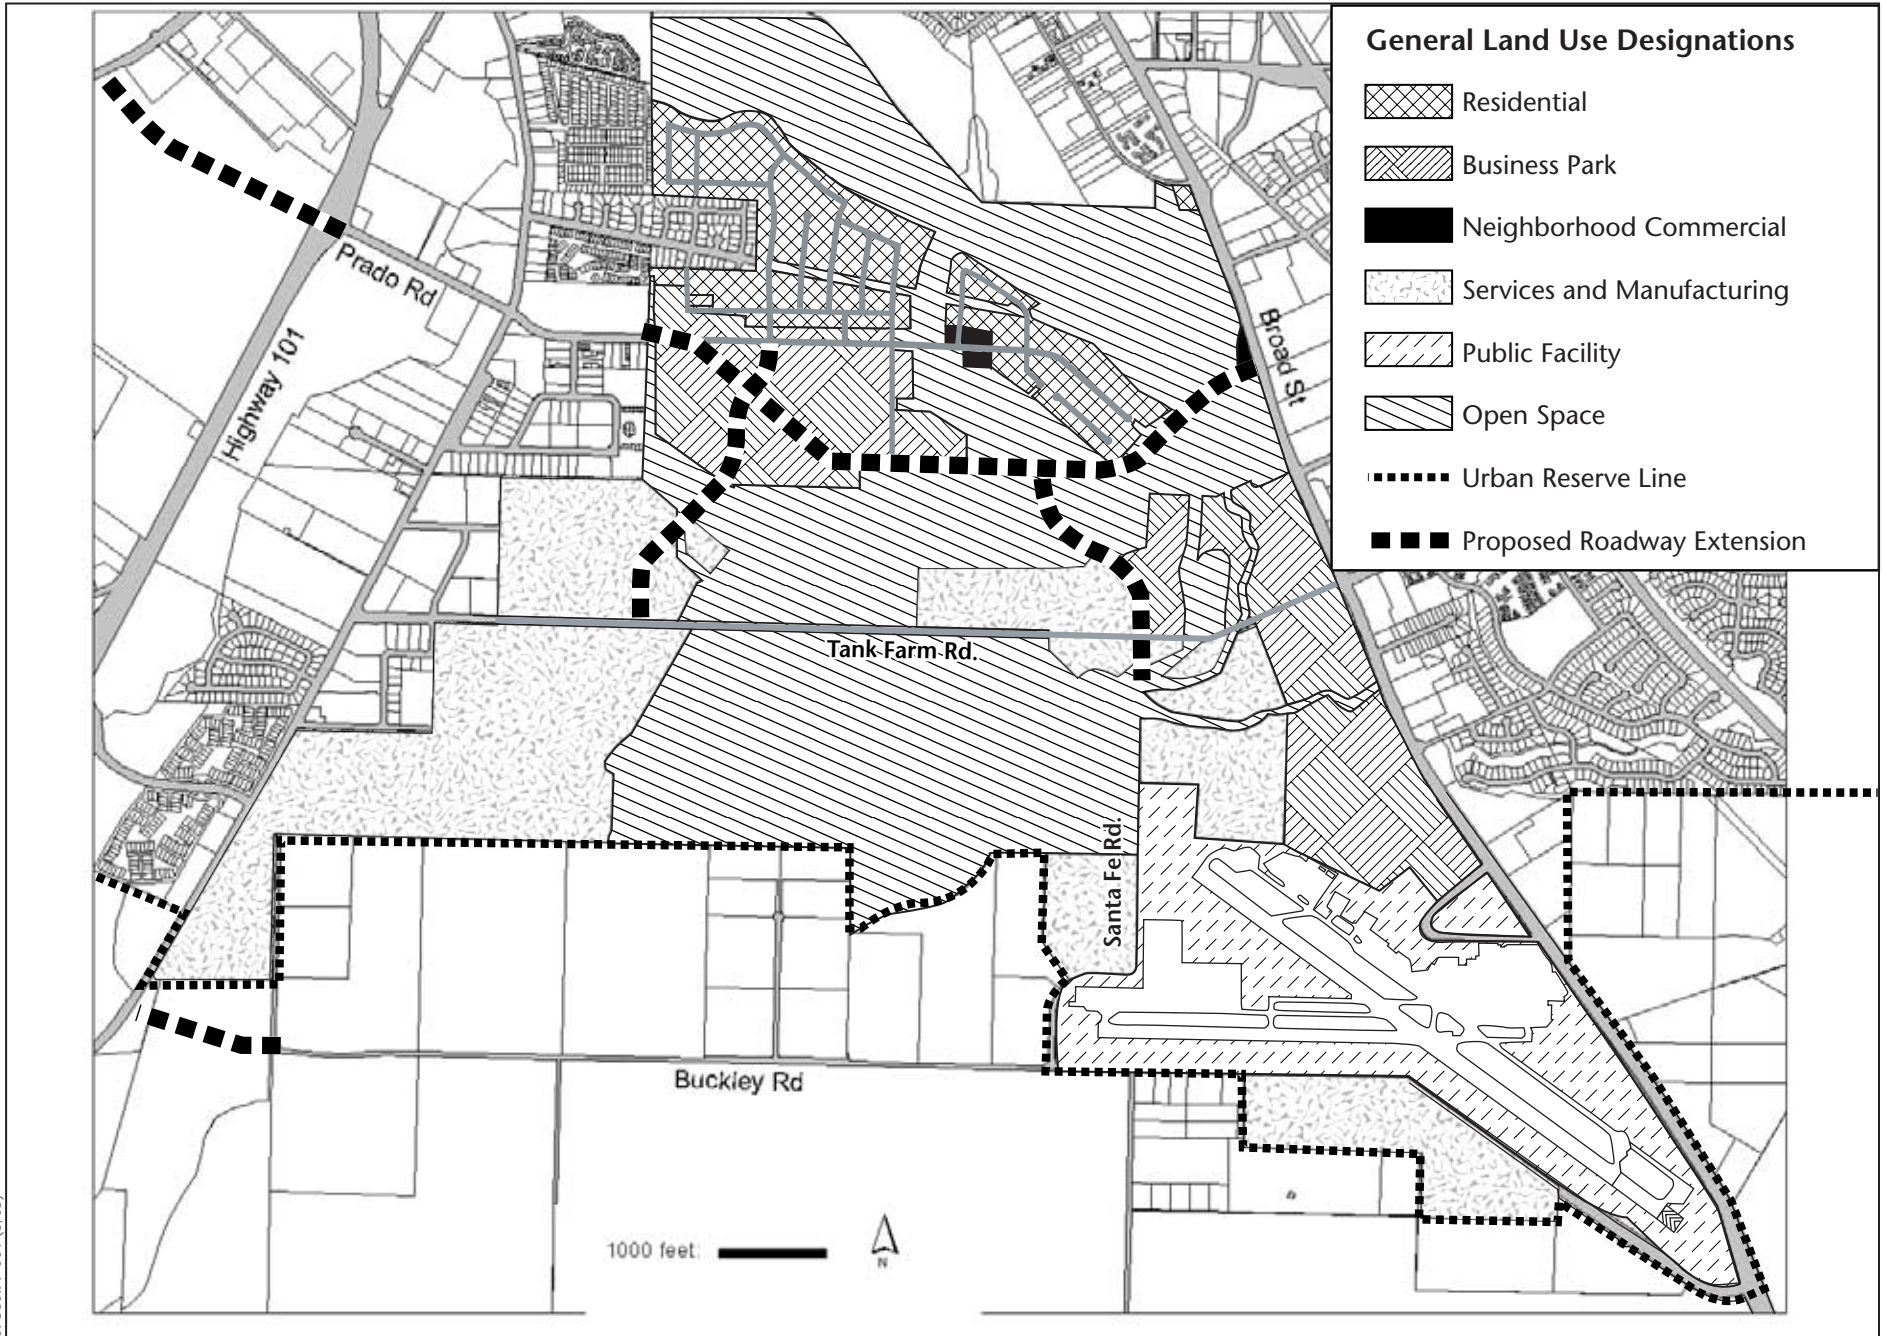 General Land Use Designations
Residential
Business Park
Neighborhood Commercial
Services and Manufacturing
Public Facility
Open Space
Urban Reserve Line
Proposed Roadway Extension
Prado Rd
Highway 101
Broad St
Tank Farm Rd.
Santa Fe Rd.
Buckley Rd
1000 feet:
N